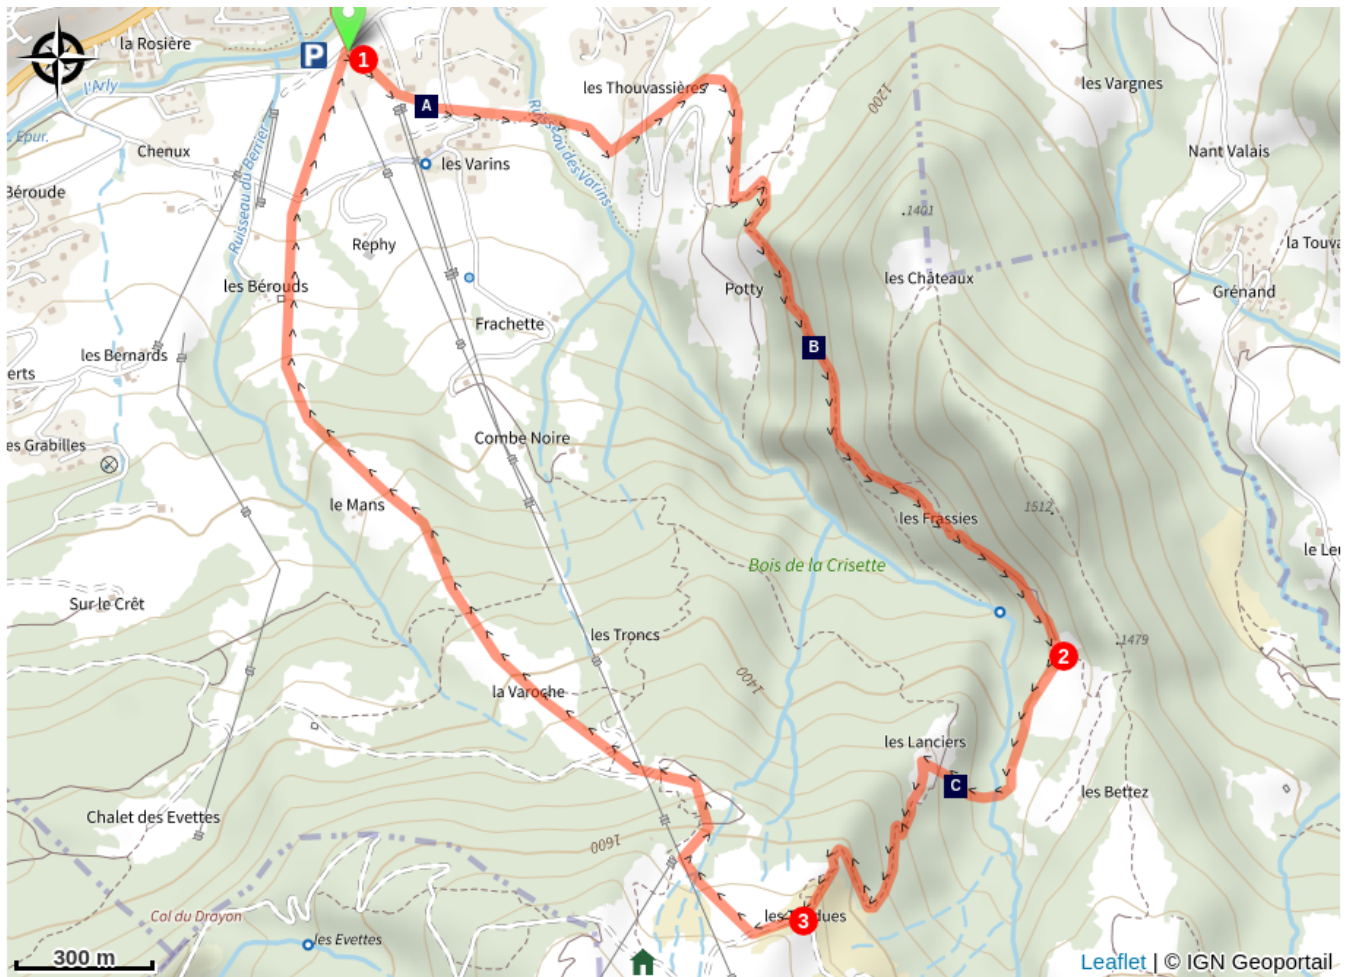 la Rosière
P
1
l'Arly
A
les Thouvassières
1200
les Vargnes
. Epur.
Chenux
Ruisseau du Berrier
les Varins
Ruisseau des Varins
Nant Valais
Béroude
Rephy
1401
la Touva
les Bérouds
Potty
les Châteaux
Grénand
Frachette
B
les Bernards
erts
es Grabilles
Combe Noire
le Mans
les Frassies
1512
le Leu
Bois de la Crisette
Sur le Crêt
les Troncs
1479
2
la Varoche
1400
les Lanciers
C
les Bettez
Chalet des Evettes
1600
Col du Drayon
3
les Evettes
300 m
Leaflet | © IGN Geoportail